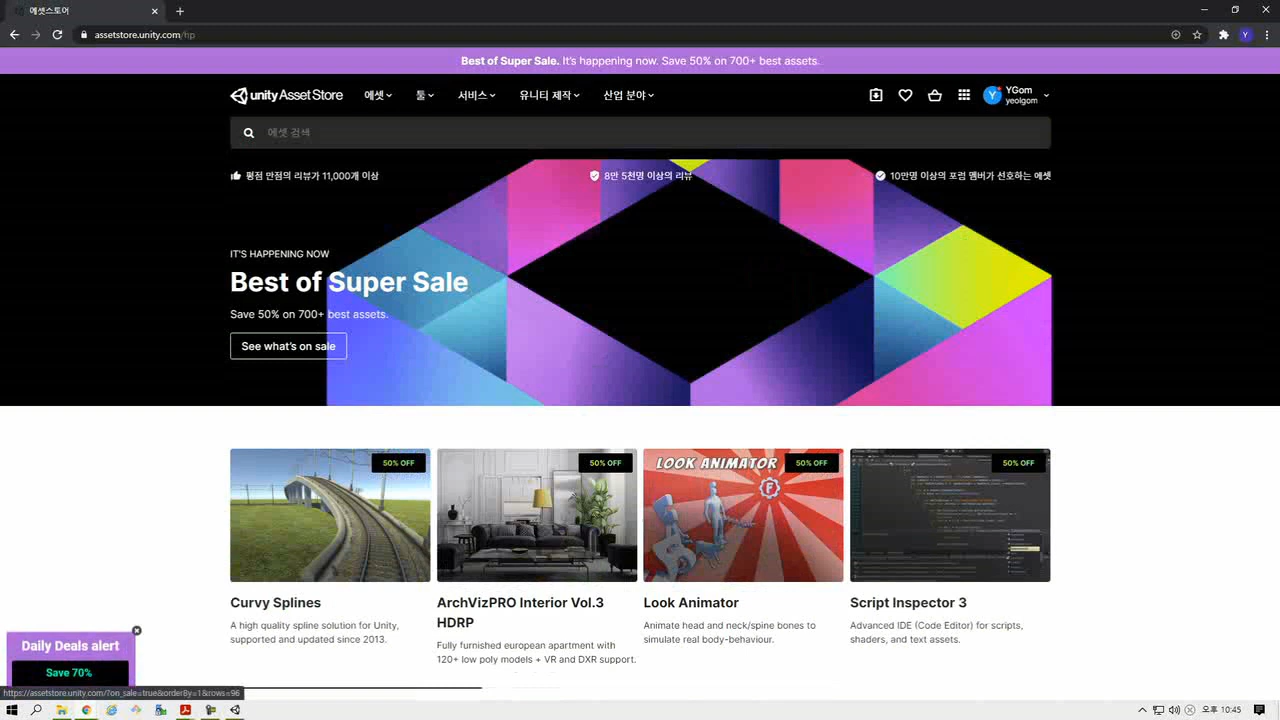 에셋스토어
assetstore.unity.com/hp
Y
Best of Super Sale. It's happening now. Save 50% on 700+ best assets.
unity Asset Store
에셋
툴
서비스
유니티 제작
산업 분야
Y
YGom
yeolgom
에셋 검색
평점 만점의 리뷰가 11,000개 이상
8만 5천명 이상의 리뷰
10만명 이상의 포럼 멤버가 선호하는 에셋
IT'S HAPPENING NOW
Best of Super Sale
Save 50% on 700+ best assets.
See what's on sale
50% OFF
50% OFF
LOOK ANIMATOR
50% OFF
50% OFF
Curvy Splines
A high quality spline solution for Unity,
supported and updated since 2013.
ArchVizPRO Interior Vol.3
HDRP
Fully furnished european apartment with
120+ low poly models + VR and DXR support.
Look Animator
Animate head and neck/spine bones to
simulate real body-behaviour.
Script Inspector 3
Advanced IDE (Code Editor) for scripts,
shaders, and text assets.
Daily Deals alert
Save 70%
https://assetstore.unity.com/?on_sale=true&orderBy=1&rows=96
오후 10:45